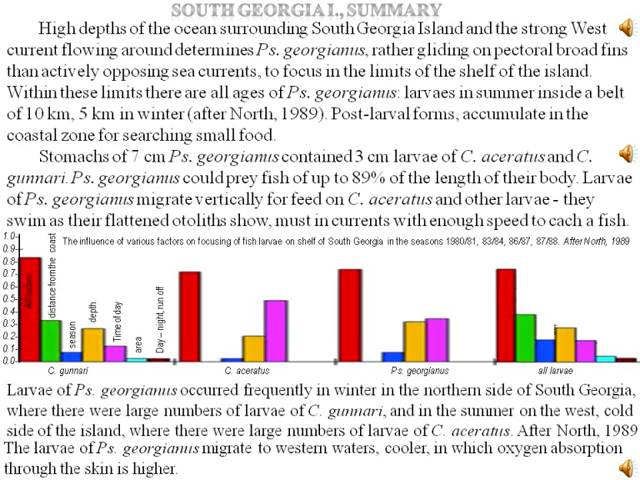 SOUTH GEORGIA I., SUMMARY
High depths of the ocean surrounding South Georgia Island and the strong West
current flowing around determines Ps. georgianus, rather gliding on pectoral broad fins
than actively opposing sea currents, to focus in the limits of the shelf of the island.
Within these limits there are all ages of Ps. georgianus: larvaes in summer inside a belt
of 10 km, 5 km in winter (after North, 1989). Post-larval forms, accumulate in the
coastal zone for searching small food.
Stomachs of 7 cm Ps. georgianus contained 3 cm larvae of C. aceratus and C.
gunnari. Ps. georgianus could prey fish of up to 89% of the length of their body. Larvae
of Ps. georgianus migrate vertically for feed on C. aceratus and other larvae - they
swim as their flattened otoliths show, must in currents with enough speed to cach a fish.
The influence of various factors on focusing of fish larvae on shelf of South Georgia in the seasons 1980/81, 83/84, 86/87, 87/88. After North, 1989
1.0
0.9
0.8
0.7
0.6
0.5
0.4
0.3
0.2
0.1
0.0
All
distance from the coast
season
depth
Time of day
area
Day – night, run off
C. gunnari
C. aceratus
Ps. georgianus
all larvae
Larvae of Ps. georgianus occurred frequently in winter in the northern side of South Georgia,
where there were large numbers of larvae of C. gunnari, and in the summer on the west, cold
side of the island, where there were large numbers of larvae of C. aceratus. After North, 1989
The larvae of Ps. georgianus migrate to western waters, cooler, in which oxygen absorption
through the skin is higher.